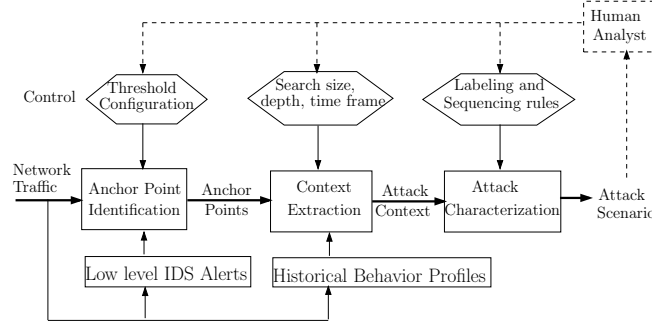 Human
Analyst
Control
Threshold
Configuration
Search size,
depth, time frame
Labeling and
Sequencing rules
Network
Traffic
Anchor Point
Identification
Anchor
Points
Context
Extraction
Attack
Context
Attack
Characterization
Attack
Scenario
Low level IDS Alerts
Historical Behavior Profiles